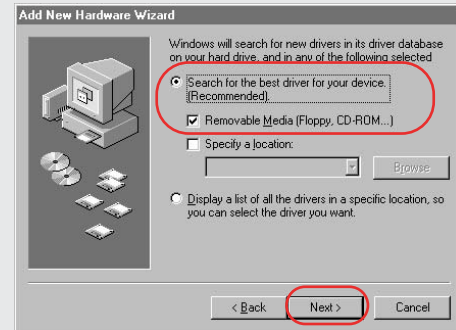 Add New Hardware Wizard
Windows will search for new drivers in its driver database
on your hard drive, and in any of the following selected
Search for the best driver for your device.
(Recommended).
Removable Media (Floppy, CD-ROM...)
Specify a location:
Browse
Display a list of all the drivers in a specific location, so
you can select the driver you want.
< Back
Next >
Cancel